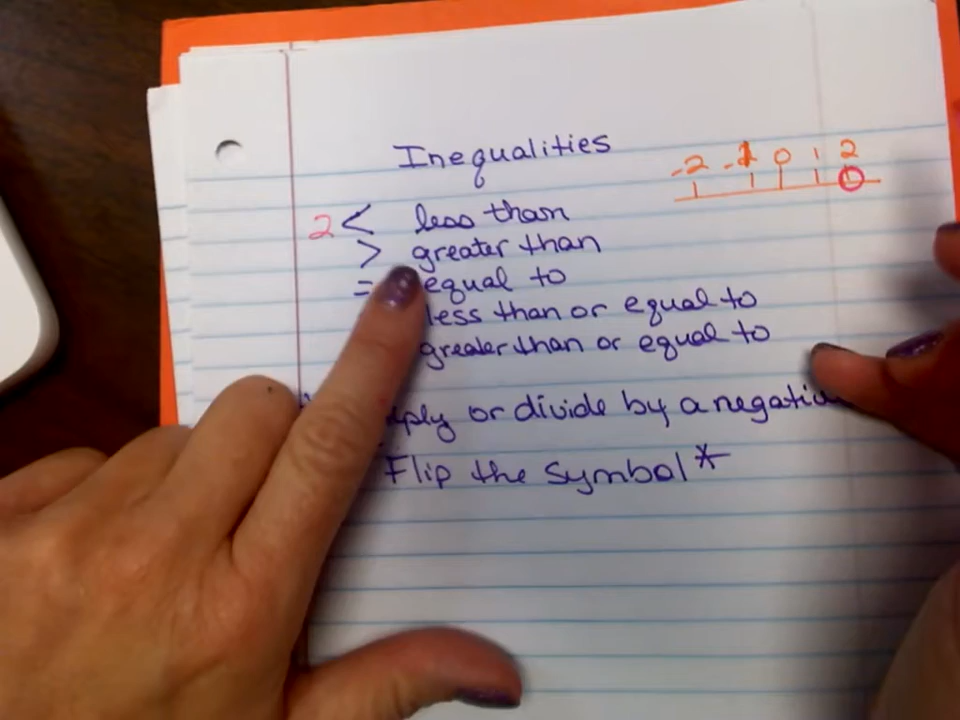 Inequalities
-2 -1 0 1 2
2 < less than
> greater than
= equal to
less than or equal to
greater than or equal to
or divide by a
Flip the symbol*